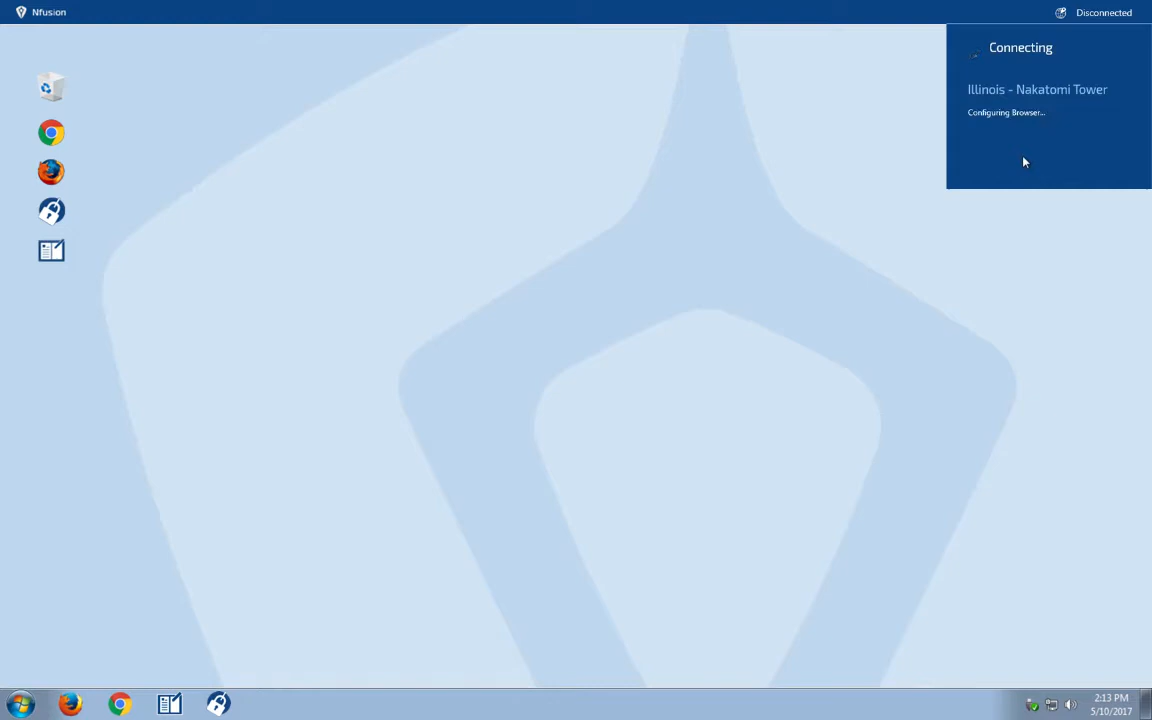 Nfusion
Disconnected
Connecting
Illinois - Nakatomi Tower
Configuring Browser...
2:13 PM
5/10/2017